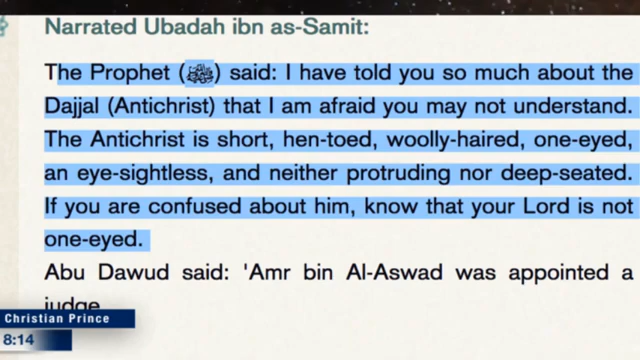 Narrated Ubadah ibn as-Samit:
The Prophet (ﷺ) said: I have told you so much about the
Dajjal (Antichrist) that I am afraid you may not understand.
The Antichrist is short, hen-toed, woolly-haired, one-eyed,
an eye-sightless, and neither protruding nor deep-seated.
If you are confused about him, know that your Lord is not
one-eyed.
Abu Dawud said: 'Amr bin Al-Aswad was appointed a
judge
Christian Prince
8:14